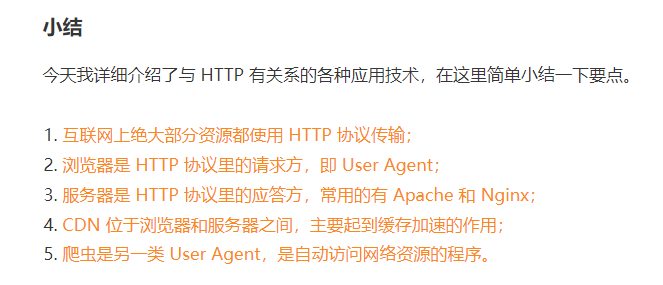 小结
今天我详细介绍了与 HTTP 有关系的各种应用技术，在这里简单小结一下要点。
1. 互联网上绝大部分资源都使用 HTTP 协议传输；
2. 浏览器是 HTTP 协议里的请求方，即 User Agent；
3. 服务器是 HTTP 协议里的应答方，常用的有 Apache 和 Nginx；
4. CDN 位于浏览器和服务器之间，主要起到缓存加速的作用；
5. 爬虫是另一类 User Agent，是自动访问网络资源的程序。